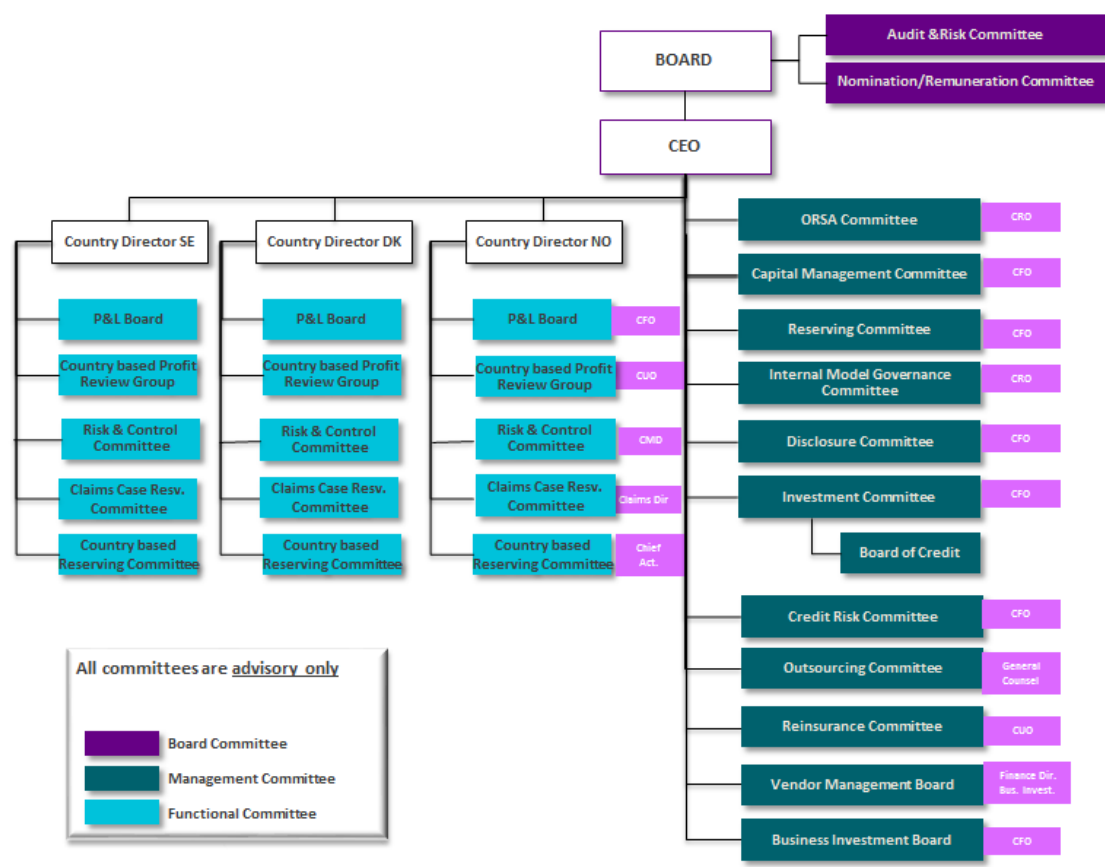 Audit &Risk Committee
BOARD
Nomination/Remuneration Committee
CEO
ORSA Committee
CRO
Country Director SE
Country Director DK
Country Director NO
Capital Management Committee
CFO
P&L Board
P&L Board
P&L Board
CFO
Reserving Committee
CFO
Country based Profit
Review Group
Country based Profit
Review Group
Country based Profit
Review Group
CUO
Internal Model Governance
Committee
CRO
Risk & Control
Committee
Risk & Control
Committee
Risk & Control
Committee
CMD
Disclosure Committee
CFO
Claims Case Resv.
Committee
Claims Case Resv.
Committee
Claims Case Resv.
Committee
Claims Dir
Investment Committee
CFO
Country based
Reserving Committee
Country based
Reserving Committee
Country based
Reserving Committee
Chief
Act.
Board of Credit
Credit Risk Committee
CFO
Outsourcing Committee
General
Counsel
Reinsurance Committee
CUO
Vendor Management Board
Finance Dir.
Bus. Invest.
Business Investment Board
CFO
All committees are advisory only
Board Committee
Management Committee
Functional Committee